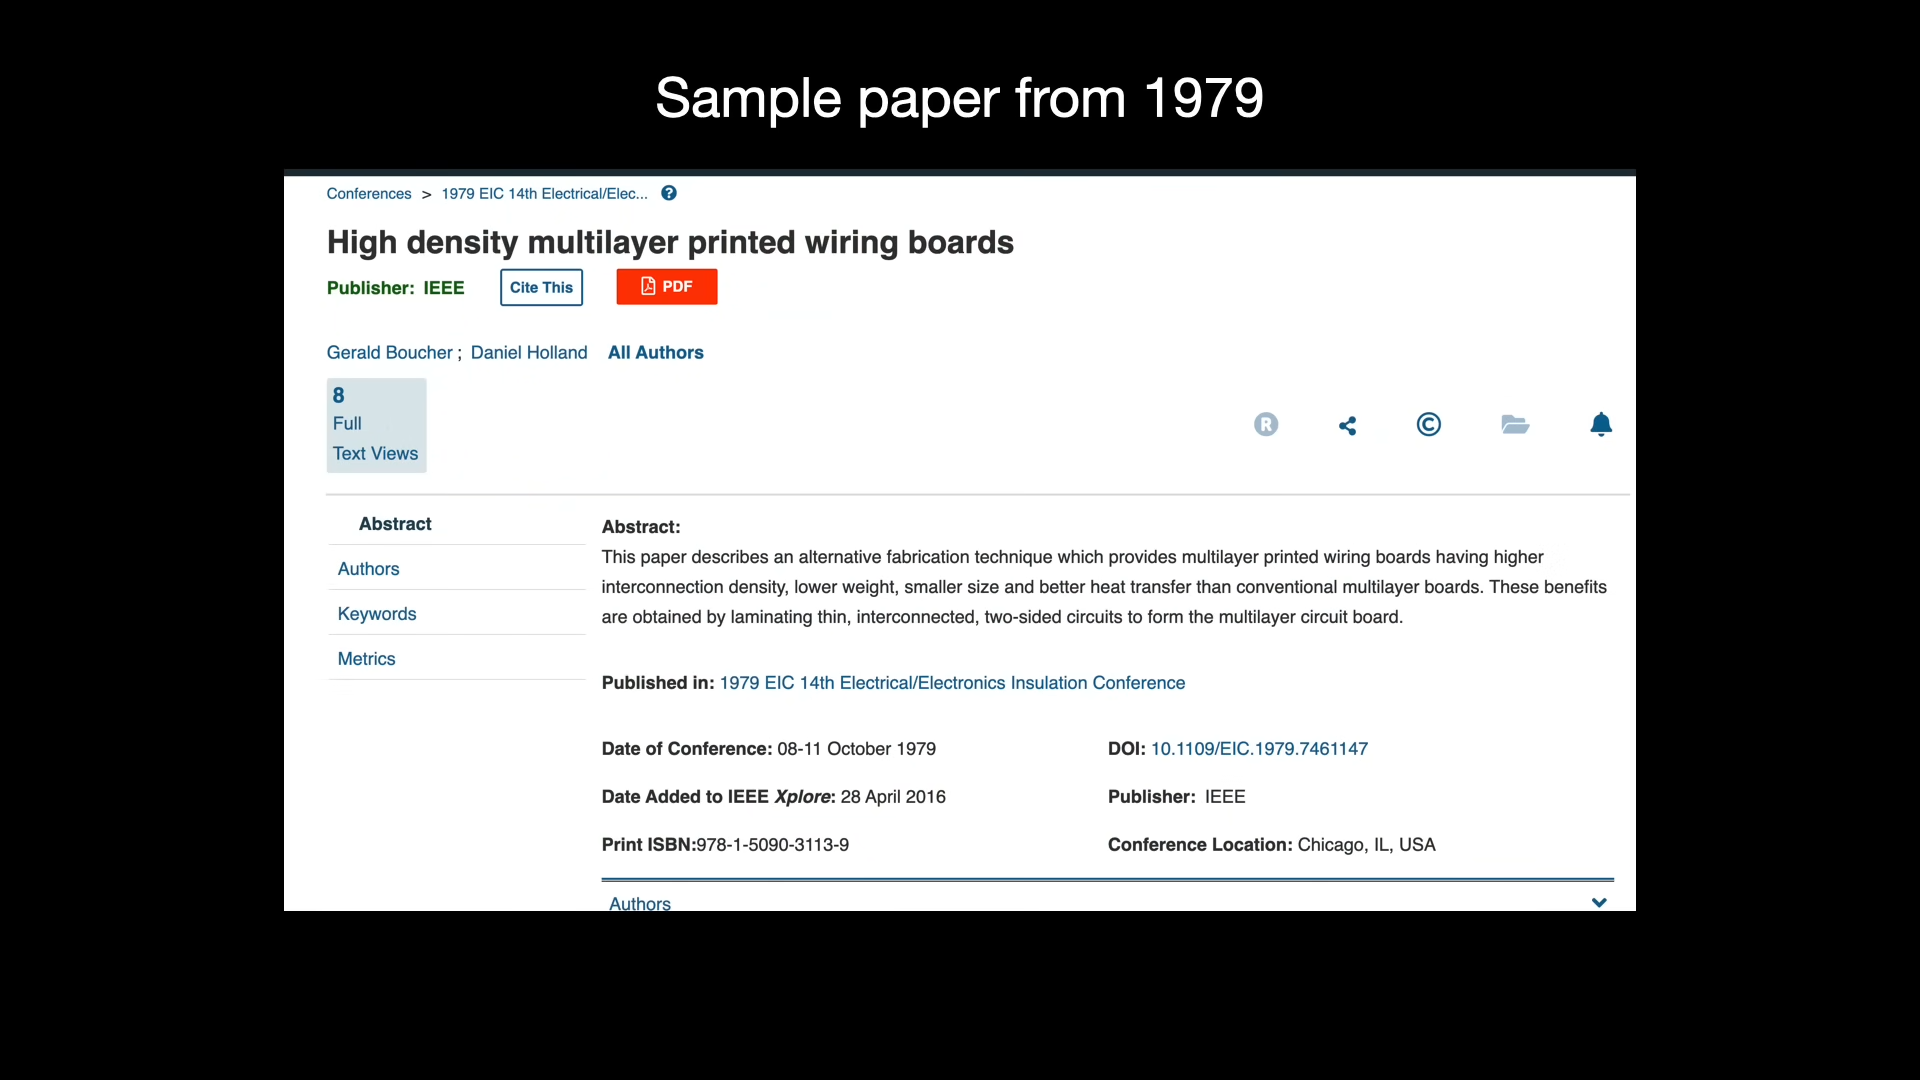 Sample paper from 1979
Conferences > 1979 EIC 14th Electrical/Elec... ?
High density multilayer printed wiring boards
Publisher: IEEE Cite This PDF
Gerald Boucher ; Daniel Holland All Authors
8
Full
Text Views
R C
Abstract
Authors
Keywords
Metrics
Abstract:
This paper describes an alternative fabrication technique which provides multilayer printed wiring boards having higher
interconnection density, lower weight, smaller size and better heat transfer than conventional multilayer boards. These benefits
are obtained by laminating thin, interconnected, two-sided circuits to form the multilayer circuit board.
Published in: 1979 EIC 14th Electrical/Electronics Insulation Conference
Date of Conference: 08-11 October 1979 DOI: 10.1109/EIC.1979.7461147
Date Added to IEEE Xplore: 28 April 2016 Publisher: IEEE
Print ISBN:978-1-5090-3113-9 Conference Location: Chicago, IL, USA
Authors